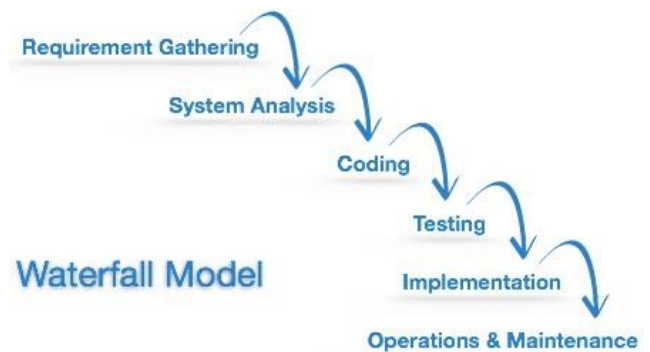 Requirement Gathering
System Analysis
Coding
Testing
Waterfall Model
Implementation
Operations & Maintenance